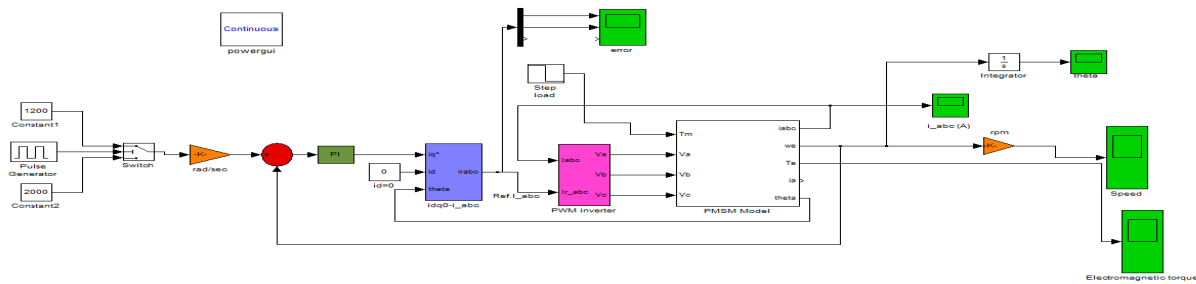 Continuous
powergui
error
Step
load
1
s
Integrator
theta
1200
Constant1
Pulse
Generator
2000
Constant2
Switch
-K-
rad/sec
PI
0
id=0
iq*
id
theta
irabc
idq0-i_abc
Ref.I_abc
Iabc
Ir_abc
Va
Vb
Vc
PWM inverter
Tm
Va
Vb
Vc
iabc
we
Te
ia
theta
PMSM Model
i_abc (A)
rpm
-K-
Speed
Electromagnetic torque